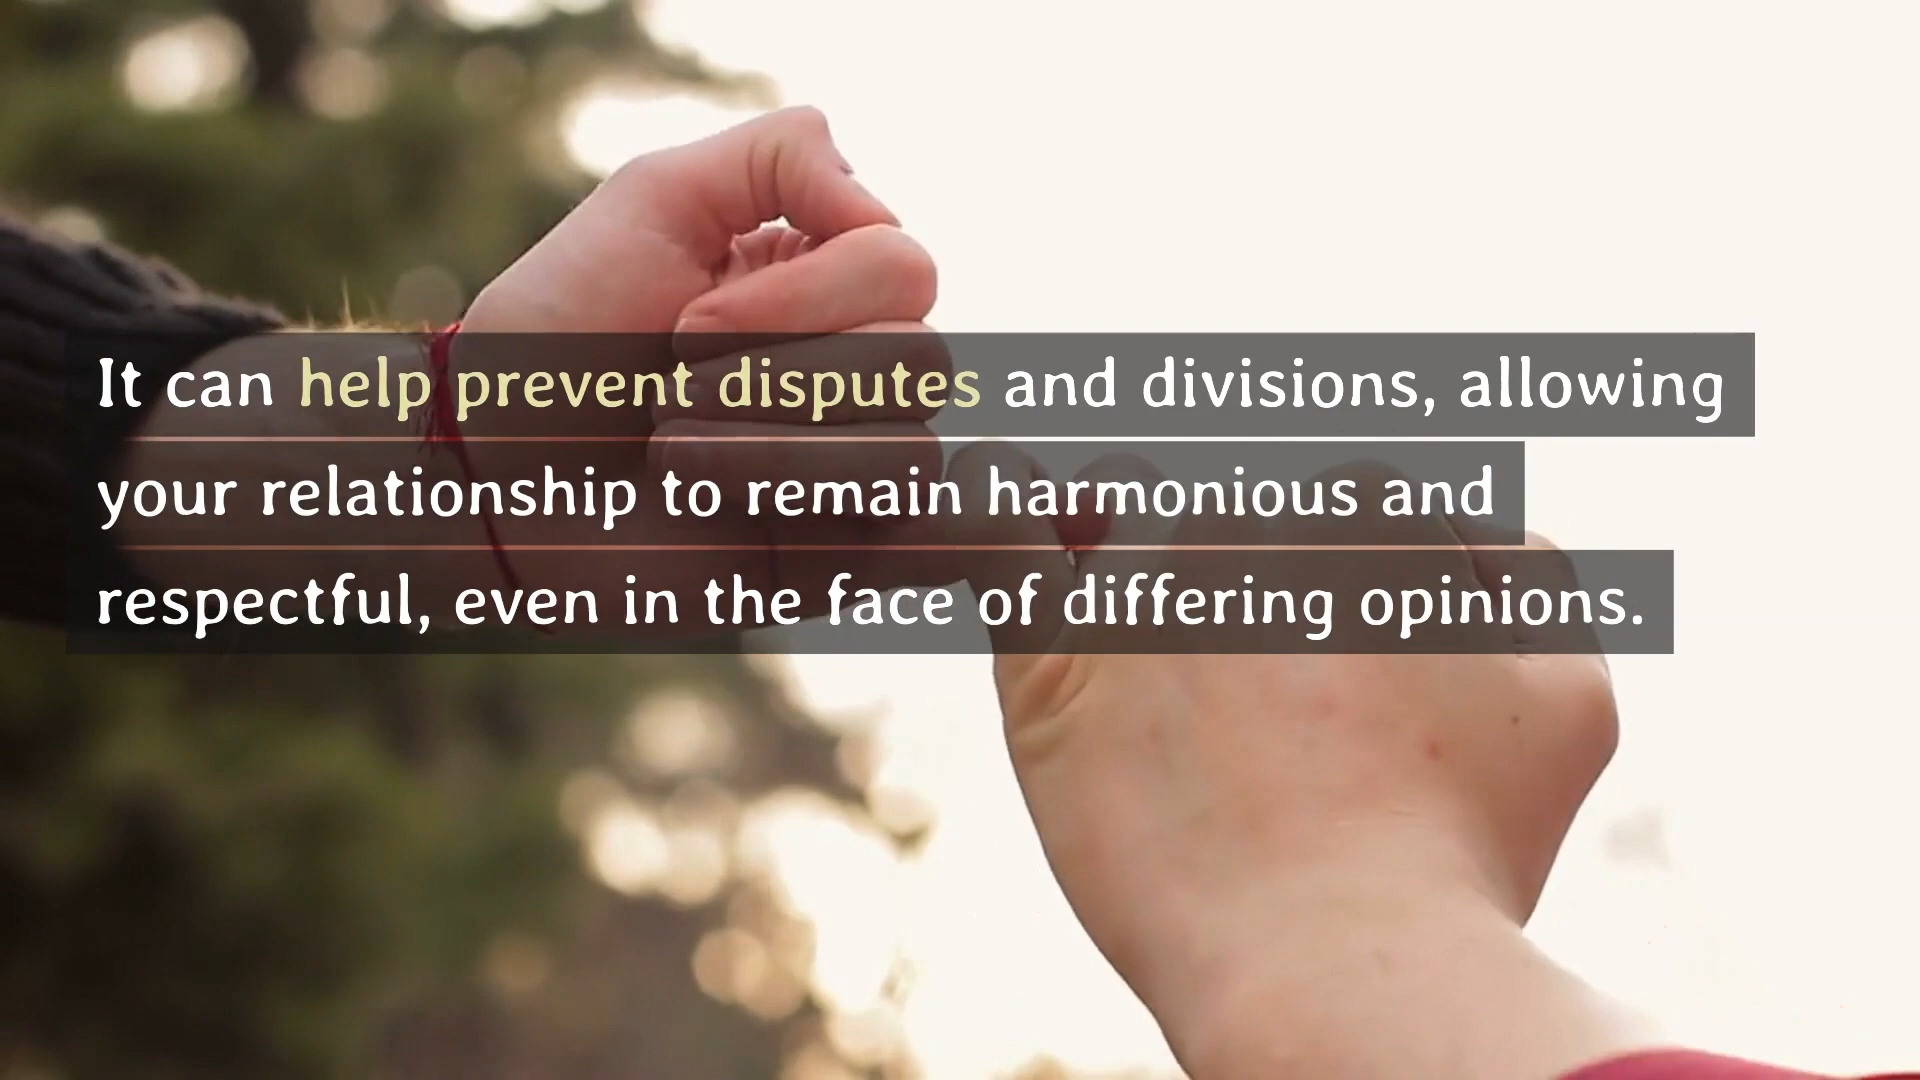 It can help prevent disputes and divisions, allowing
your relationship to remain harmonious and
respectful, even in the face of differing opinions.